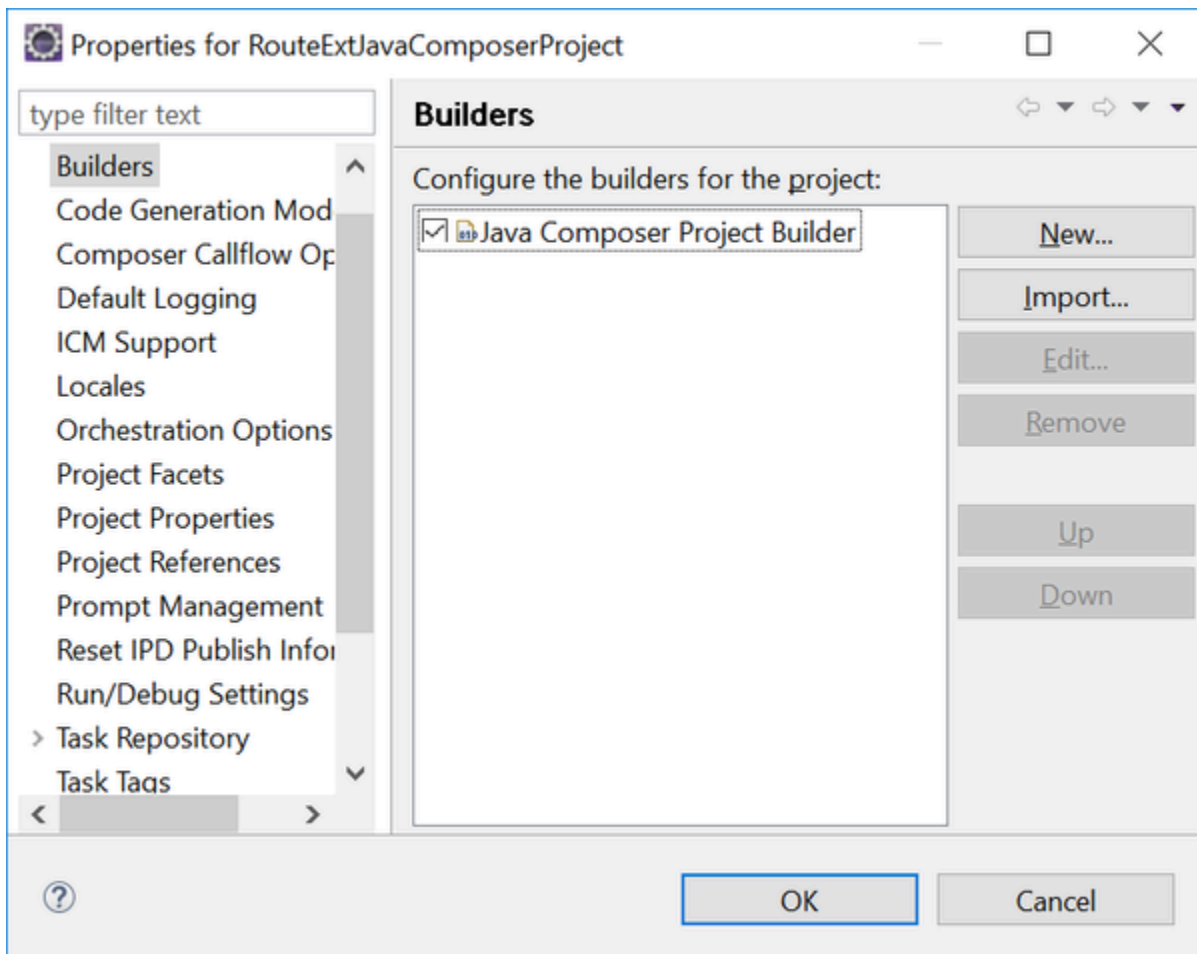 Properties for RouteExtJavaComposerProject
type filter text
Builders
Code Generation Mod
Composer Callflow Op
Default Logging
ICM Support
Locales
Orchestration Options
Project Facets
Project Properties
Project References
Prompt Management
Reset IPD Publish Infor
Run/Debug Settings
Task Repository
Task Tags
Builders
Configure the builders for the project:
Java Composer Project Builder
New...
Import...
Edit...
Remove
Up
Down
OK
Cancel